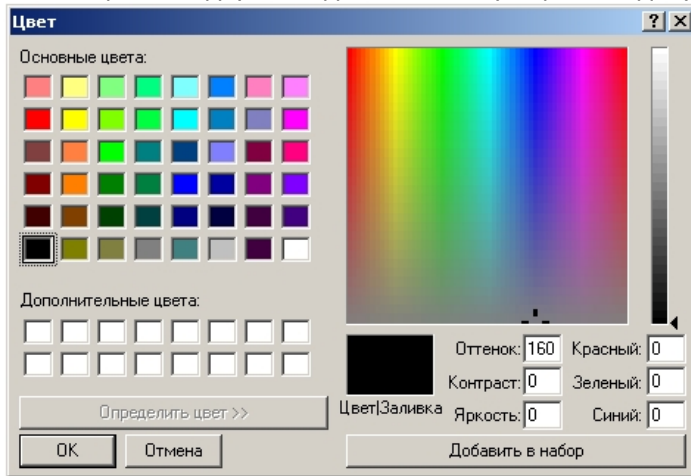 Цвет
Основные цвета:
Дополнительные цвета:
Определить цвет >>
ОК Отмена
Оттенок: 160 Красный: 0
Контраст: 0 Зеленый: 0
Цвет|Заливка Яркость: 0 Синий: 0
Добавить в набор